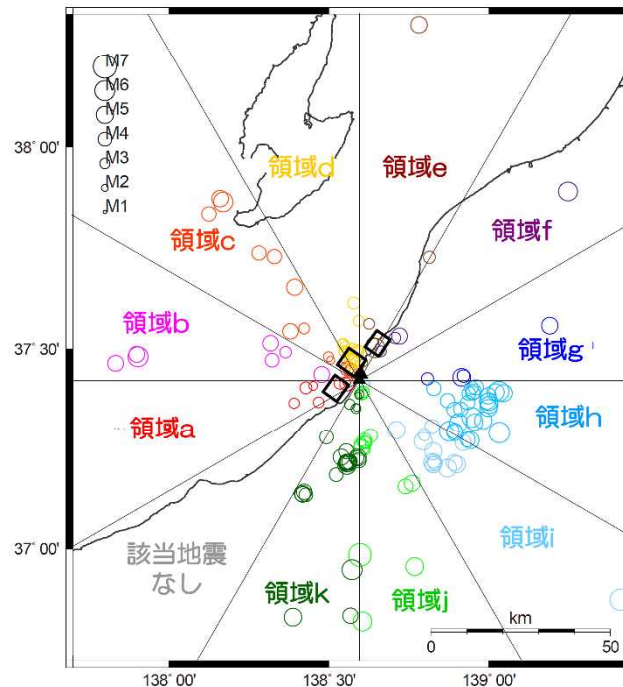 M7
M6
M5
M4
M3
M2
M1
38° 00'
37° 30'
37° 00'
138° 00'
138° 30'
139° 00'
領域d
領域e
領域c
領域f
領域b
領域g
領域a
領域h
領域i
該当地震
なし
領域k
領域j
km
0
50